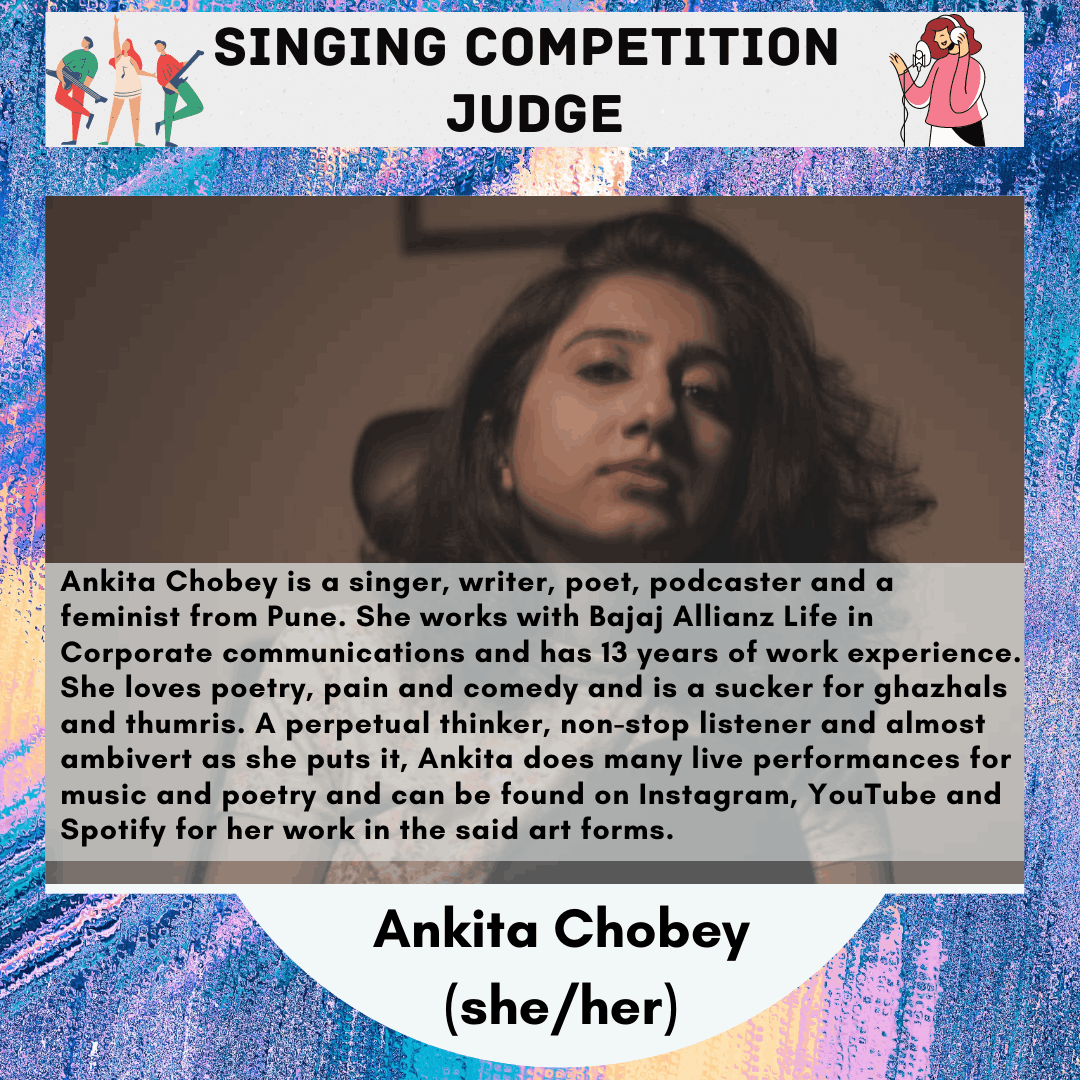 SINGING COMPETITION
JUDGE
Ankita Chobey is a singer, writer, poet, podcaster and a
feminist from Pune. She works with Bajaj Allianz Life in
Corporate communications and has 13 years of work experience.
She loves poetry, pain and comedy and is a sucker for ghazhals
and thumris. A perpetual thinker, non-stop listener and almost
ambivert as she puts it, Ankita does many live performances for
music and poetry and can be found on Instagram, YouTube and
Spotify for her work in the said art forms.
Ankita Chobey
(she/her)